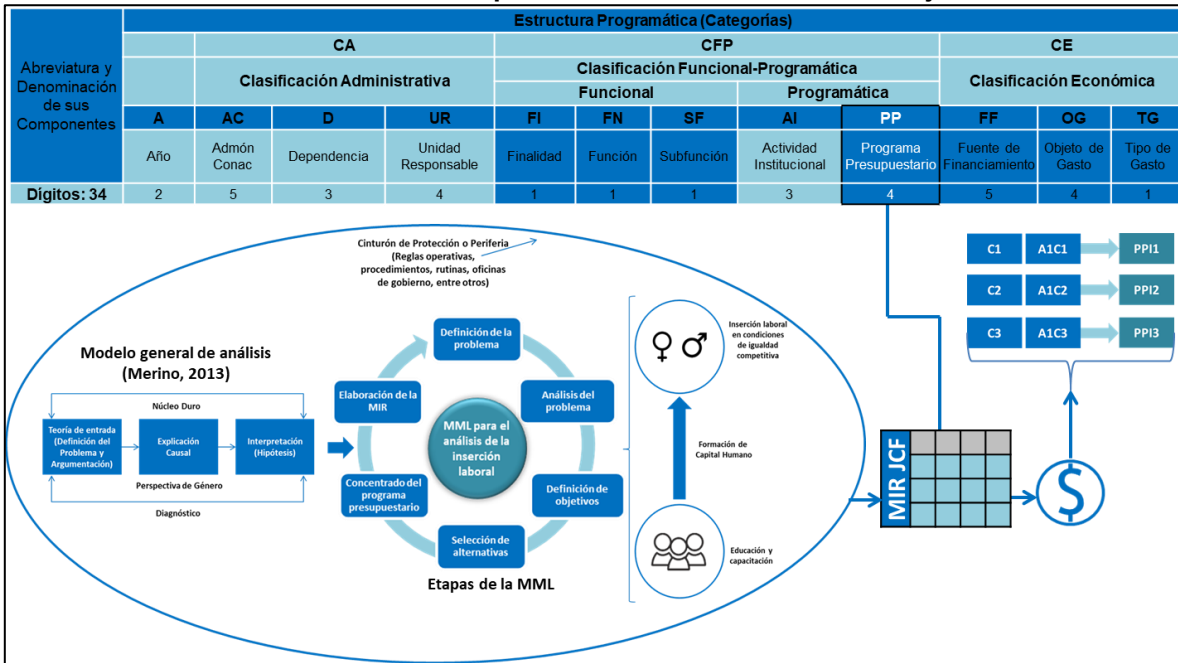 Estructura Programática (Categorías)
Abreviatura y
Denominación
de sus
Componentes
CA
CFP
CE
Clasificación Administrativa
Clasificación Funcional-Programática
Clasificación Económica
Funcional
Programática
A
AC
D
UR
FI
FN
SF
AI
PP
FF
OG
TG
Año
Admón
Conac
Dependencia
Unidad
Responsable
Finalidad
Función
Subfunción
Actividad
Institucional
Programa
Presupuestario
Fuente de
Financiamiento
Objeto de
Gasto
Tipo de
Gasto
Dígitos: 34
2
5
3
4
1
1
1
3
4
5
4
1
Cinturón de Protección o Periferia
(Reglas operativas,
procedimientos, rutinas, oficinas
de gobierno, entre otros)
Modelo general de análisis
(Merino, 2013)
Núcleo Duro
Teoría de entrada
(Definición del
Problema y
Argumentación)
Explicación
Causal
Interpretación
(Hipótesis)
Perspectiva de Género
Diagnóstico
Definición de la
problema
Análisis del
problema
Definición de
objetivos
Selección de
alternativas
Concentrado del
programa
presupuestario
Elaboración de la
MIR
MML para el
análisis de la
inserción
laboral
Etapas de la MML
Inserción laboral
en condiciones
de igualdad
competitiva
Formación de
Capital Humano
Educación y
capacitación
MIR JCF
$
C1
A1C1
PPI1
C2
A1C2
PPI2
C3
A1C3
PPI3